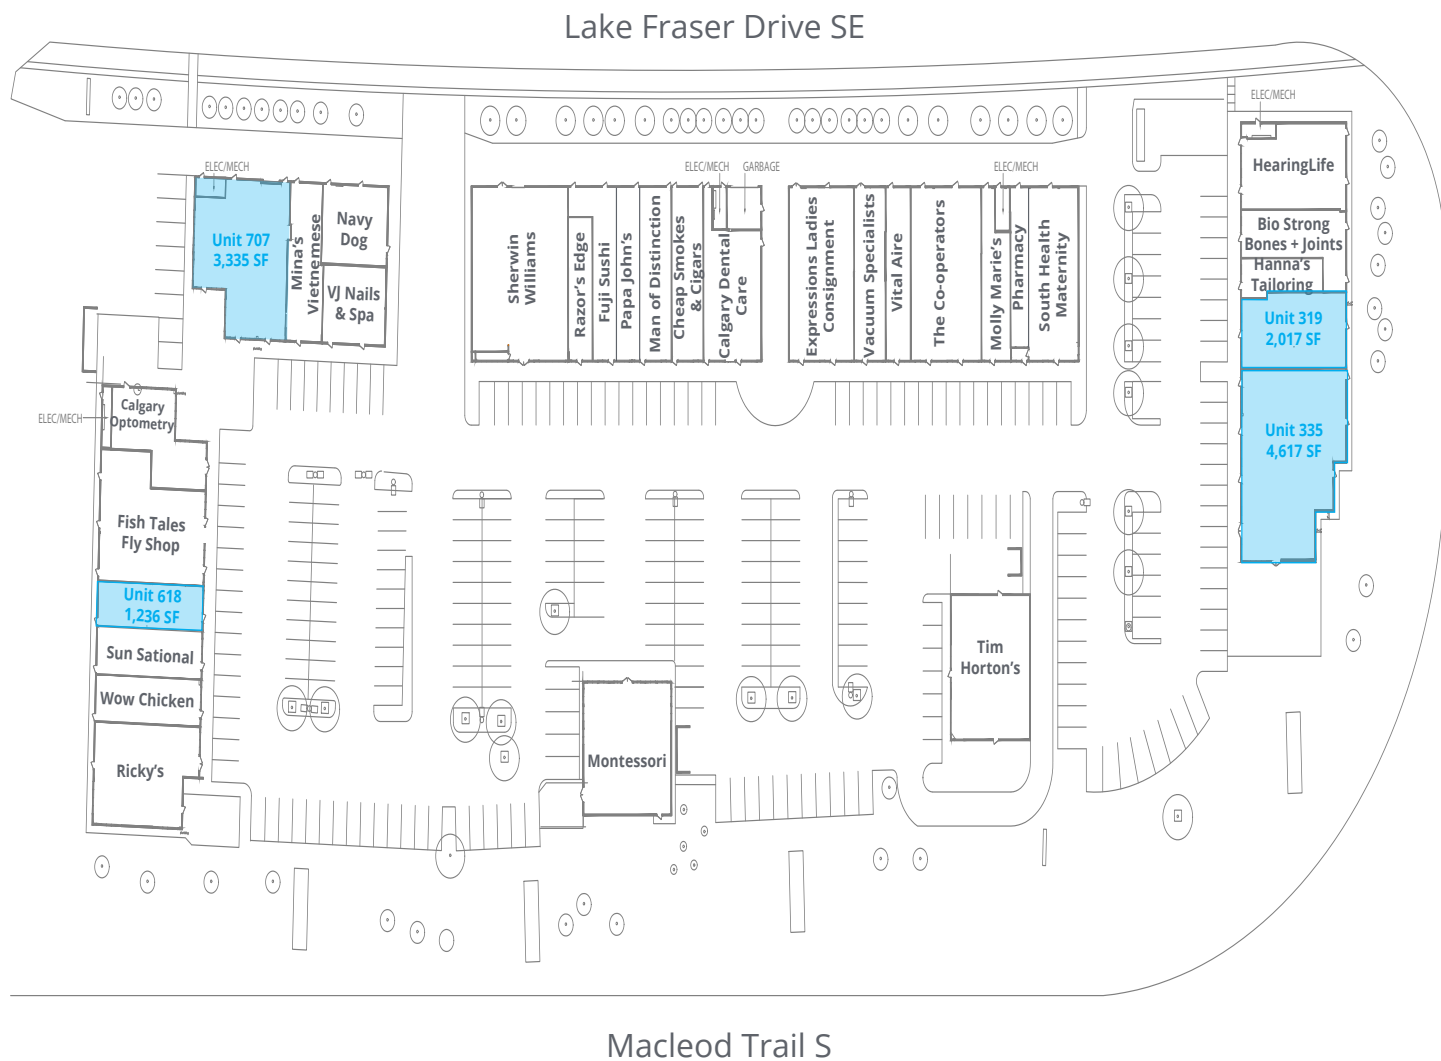 Lake Fraser Drive SE
ELEC/MECH
Unit 707
3,335 SF
Mina's
Vietnemese
Navy
Dog
VJ Nails
& Spa
ELEC/MECH
Calgary
Optometry
Fish Tales
Fly Shop
Unit 618
1,236 SF
Sun Sational
Wow Chicken
Ricky's
Sherwin
Williams
Razor's Edge
Fuji Sushi
Papa John's
Man of Distinction
Cheap Smokes
& Cigars
ELEC/MECH
GARBAGE
Calgary Dental
Care
Expressions Ladies
Consignment
Vacuum Specialists
Vital Aire
The Co-operators
ELEC/MECH
Molly Marie's
Pharmacy
South Health
Maternity
ELEC/MECH
HearingLife
Bio Strong
Bones + Joints
Hanna's
Tailoring
Unit 319
2,017 SF
Unit 335
4,617 SF
Tim
Horton's
Montessori
Macleod Trail S